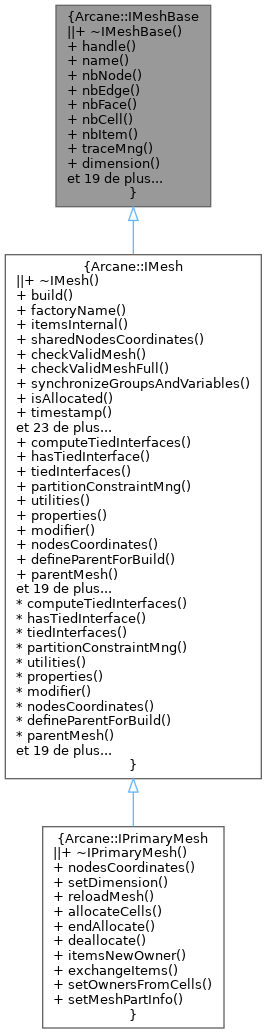 {Arcane::IMeshBase
||+ ~IMeshBase()
+ handle()
+ name()
+ nbNode()
+ nbEdge()
+ nbFace()
+ nbCell()
+ nbItem()
+ traceMng()
+ dimension()
et 19 de plus...
}
{Arcane::IMesh
||+ ~IMesh()
+ build()
+ factoryName()
+ itemsInternal()
+ sharedNodesCoordinates()
+ checkValidMesh()
+ checkValidMeshFull()
+ synchronizeGroupsAndVariables()
+ isAllocated()
+ timestamp()
et 23 de plus...
+ computeTiedInterfaces()
+ hasTiedInterface()
+ tiedInterfaces()
+ partitionConstraintMng()
+ utilities()
+ properties()
+ modifier()
+ nodesCoordinates()
+ defineParentForBuild()
+ parentMesh()
et 19 de plus...
* computeTiedInterfaces()
* hasTiedInterface()
* tiedInterfaces()
* partitionConstraintMng()
* utilities()
* properties()
* modifier()
* nodesCoordinates()
* defineParentForBuild()
* parentMesh()
et 19 de plus...
}
{Arcane::IPrimaryMesh
||+ ~IPrimaryMesh()
+ nodesCoordinates()
+ setDimension()
+ reloadMesh()
+ allocateCells()
+ endAllocate()
+ deallocate()
+ itemsNewOwner()
+ exchangeItems()
+ setOwnersFromCells()
+ setMeshPartInfo()
}